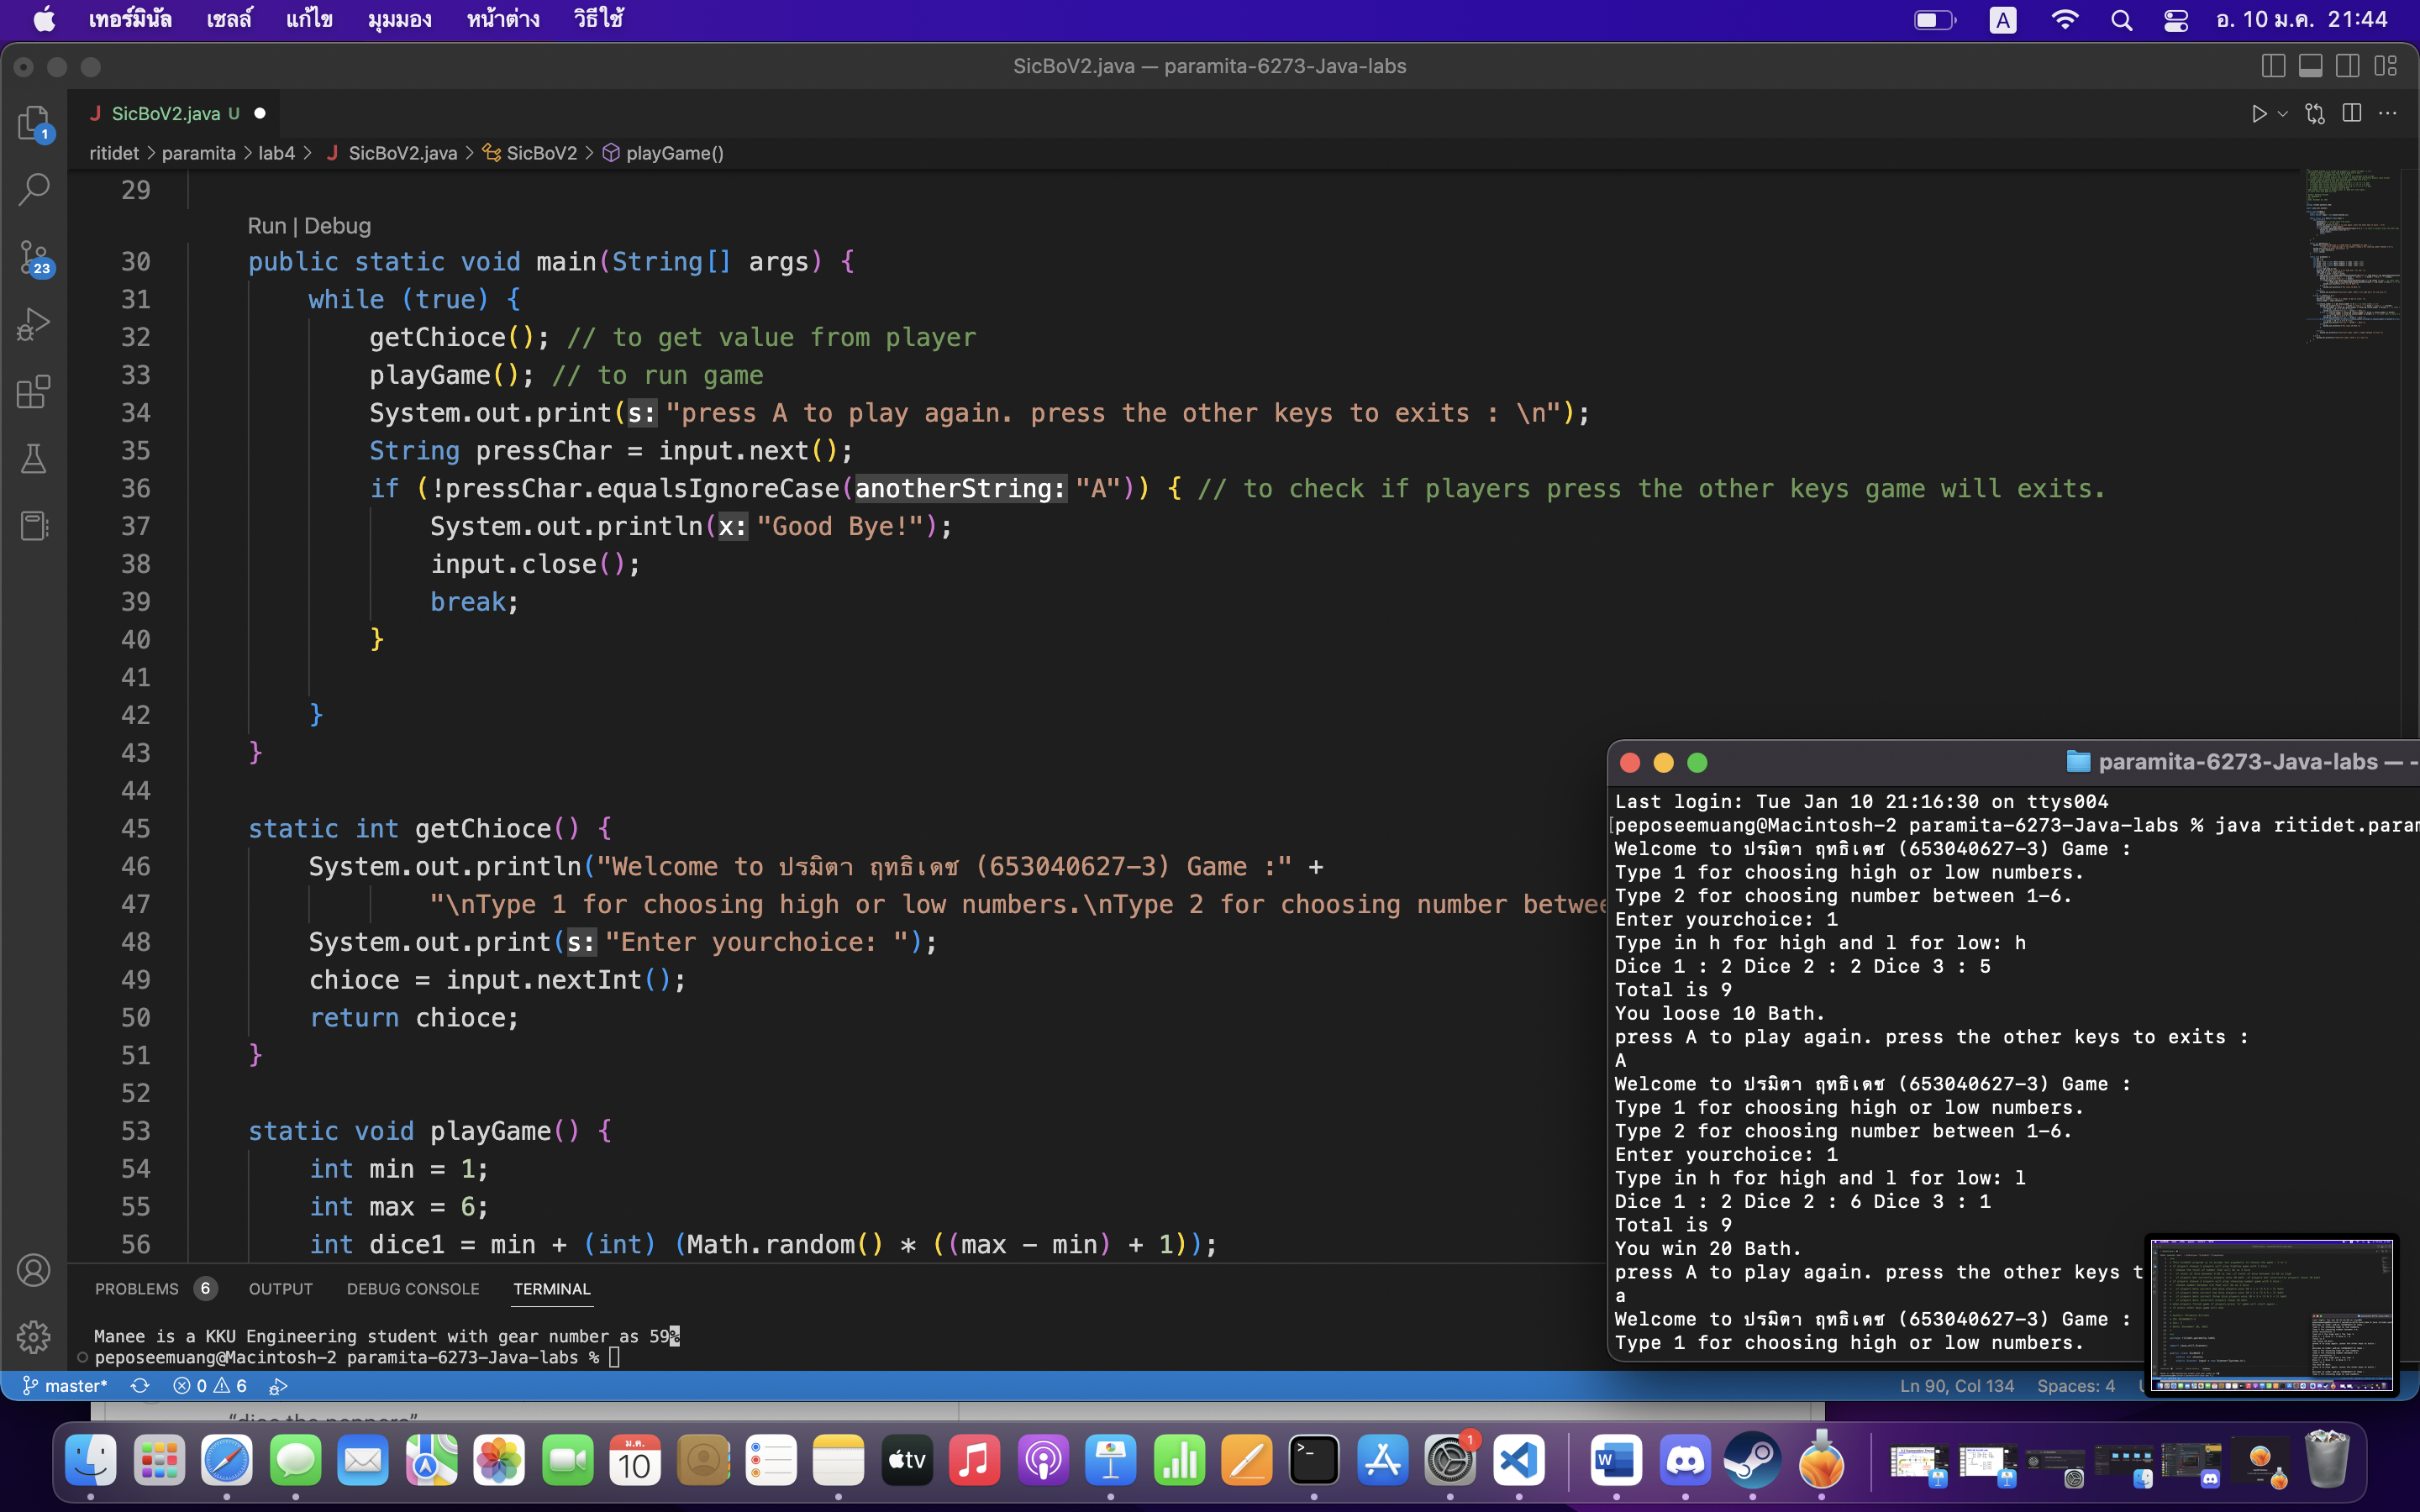 เทอร์มินัล เชลล์ แก้ไข มุมมอง หน้าต่าง วิธีใช้ A อ. 10 ม.ค. 21:44
SicBoV2.java — paramita-6273-Java-labs
1
23
J SicBoV2.java U
ritidet > paramita > lab4 > J SicBoV2.java > SicBoV2 > playGame()
29
Run | Debug
30 public static void main(String[] args) {
31 while (true) {
32 getChioce(); // to get value from player
33 playGame(); // to run game
34 System.out.print(s: "press A to play again. press the other keys to exits : \n");
35 String pressChar = input.next();
36 if (!pressChar.equalsIgnoreCase(anotherString: "A")) { // to check if players press the other keys game will exits.
37 System.out.println(x: "Good Bye!");
38 input.close();
39 break;
40 }
41
42 }
43 }
44
45 static int getChioce() {
46 System.out.println("Welcome to ปรมิตา ฤทธิเดช (653040627-3) Game :" +
47 "\nType 1 for choosing high or low numbers.\nType 2 for choosing number betwee
48 System.out.print(s: "Enter yourchoice: ");
49 chioce = input.nextInt();
50 return chioce;
51 }
52
53 static void playGame() {
54 int min = 1;
55 int max = 6;
56 int dice1 = min + (int) (Math.random() * ((max - min) + 1));
PROBLEMS 6 OUTPUT DEBUG CONSOLE TERMINAL
Manee is a KKU Engineering student with gear number as 59%
peposeemuang@Macintosh-2 paramita-6273-Java-labs %
master* 0 6 Ln 90, Col 134 Spaces: 4
paramita-6273-Java-labs — -
Last login: Tue Jan 10 21:16:30 on ttys004
[peposeemuang@Macintosh-2 paramita-6273-Java-labs % java ritidet.param
Welcome to ปรมิตา ฤทธิเดช (653040627-3) Game :
Type 1 for choosing high or low numbers.
Type 2 for choosing number between 1-6.
Enter yourchoice: 1
Type in h for high and l for low: h
Dice 1 : 2 Dice 2 : 2 Dice 3 : 5
Total is 9
You loose 10 Bath.
press A to play again. press the other keys to exits :
A
Welcome to ปรมิตา ฤทธิเดช (653040627-3) Game :
Type 1 for choosing high or low numbers.
Type 2 for choosing number between 1-6.
Enter yourchoice: 1
Type in h for high and l for low: l
Dice 1 : 2 Dice 2 : 6 Dice 3 : 1
Total is 9
You win 20 Bath.
press A to play again. press the other keys t
a
Welcome to ปรมิตา ฤทธิเดช (653040627-3) Game :
Type 1 for choosing high or low numbers.
ม.ค.
10
tv
1
W